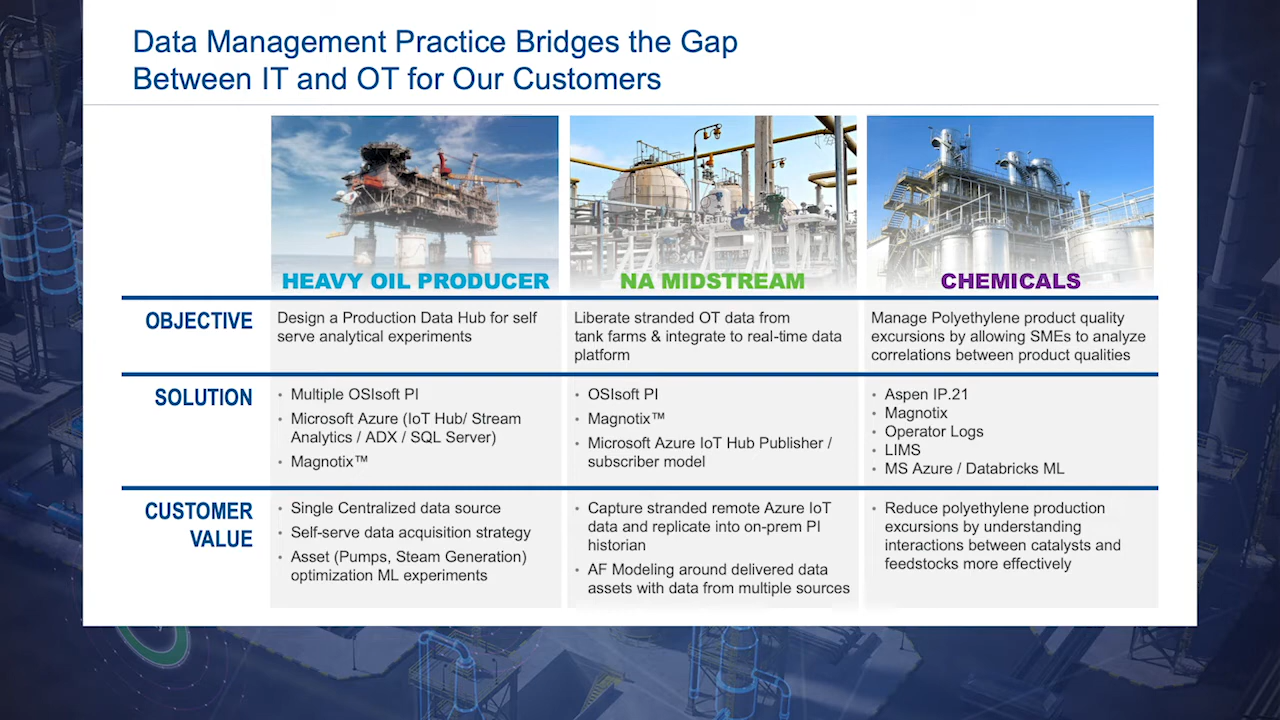 Data Management Practice Bridges the Gap
Between IT and OT for Our Customers
HEAVY OIL PRODUCER
NA MIDSTREAM
CHEMICALS
OBJECTIVE
Design a Production Data Hub for self
serve analytical experiments
Liberate stranded OT data from
tank farms & integrate to real-time data
platform
Manage Polyethylene product quality
excursions by allowing SMEs to analyze
correlations between product qualities
SOLUTION
• Multiple OSIsoft PI
• Microsoft Azure (IoT Hub/ Stream
Analytics / ADX / SQL Server)
• Magnotix™
• OSIsoft PI
• Magnotix™
• Microsoft Azure IoT Hub Publisher /
subscriber model
• Aspen IP.21
• Magnotix
• Operator Logs
• LIMS
• MS Azure / Databricks ML
CUSTOMER
VALUE
• Single Centralized data source
• Self-serve data acquisition strategy
• Asset (Pumps, Steam Generation)
optimization ML experiments
• Capture stranded remote Azure IoT
data and replicate into on-prem PI
historian
• AF Modeling around delivered data
assets with data from multiple sources
• Reduce polyethylene production
excursions by understanding
interactions between catalysts and
feedstocks more effectively